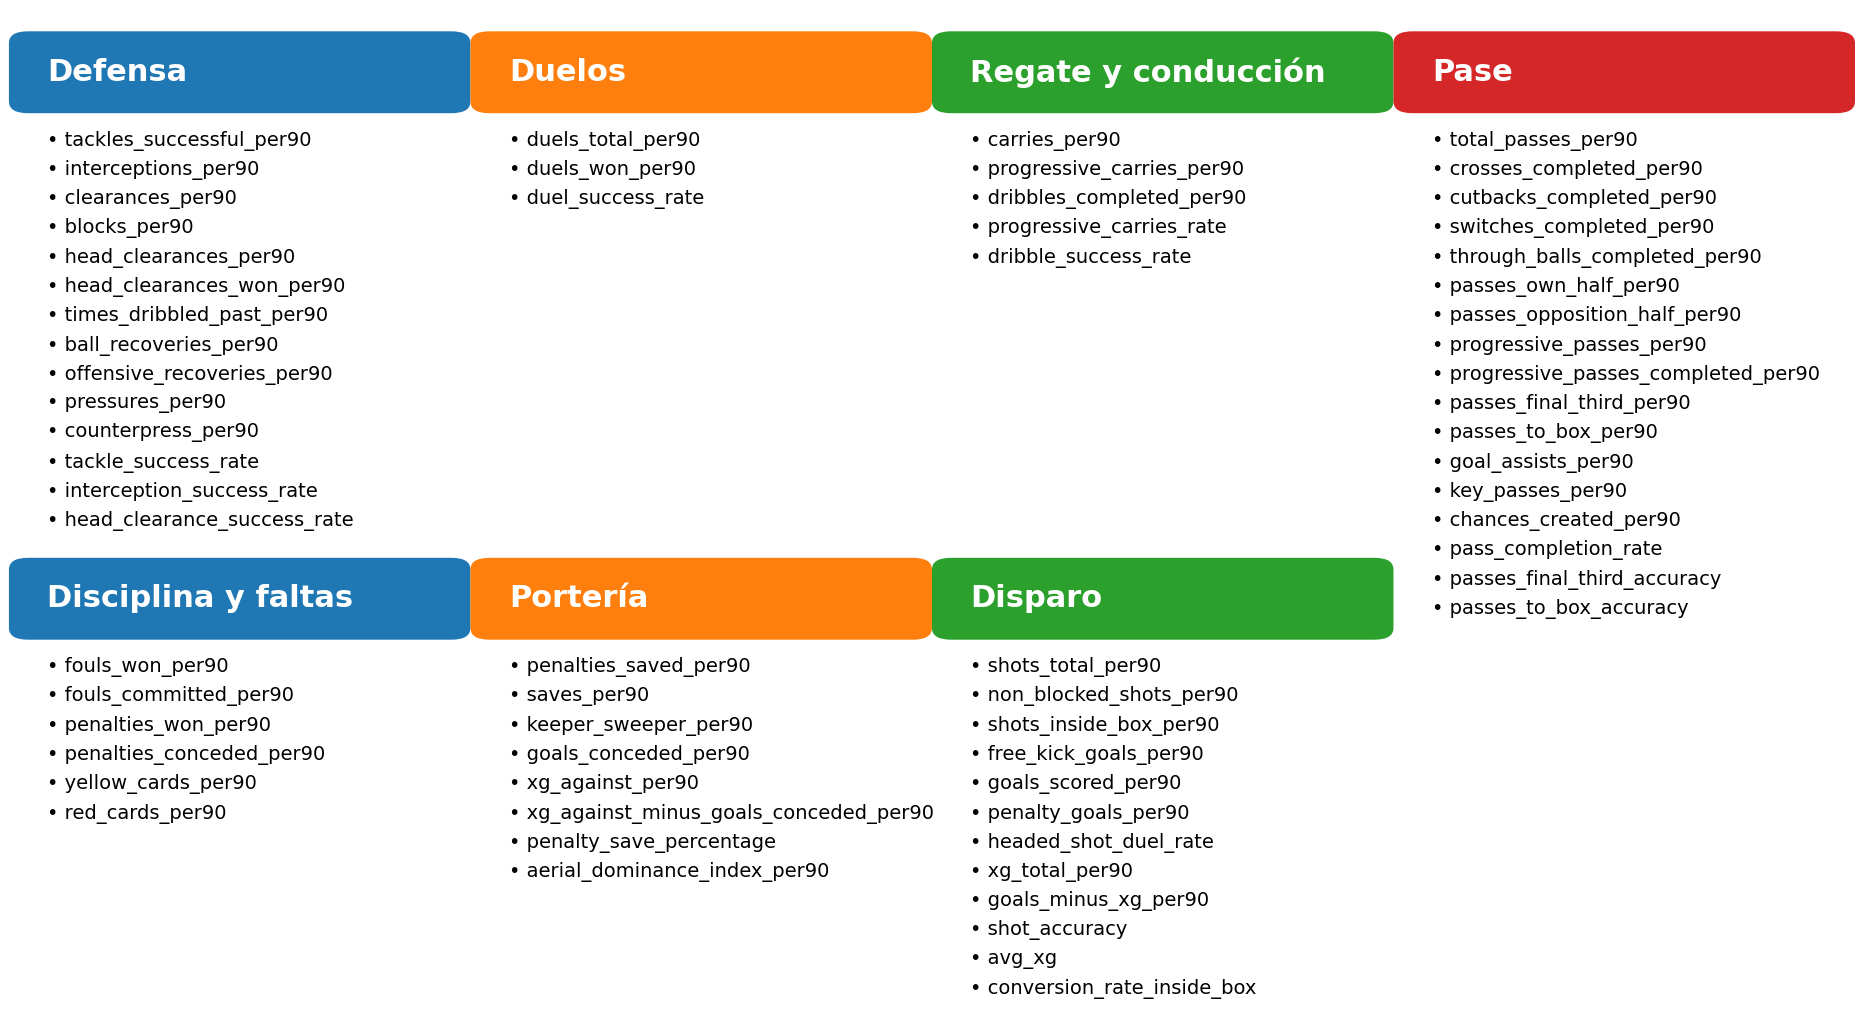 Defensa
• tackles_successful_per90
• interceptions_per90
• clearances_per90
• blocks_per90
• head_clearances_per90
• head_clearances_won_per90
• times_dribbled_past_per90
• ball_recoveries_per90
• offensive_recoveries_per90
• pressures_per90
• counterpress_per90
• tackle_success_rate
• interception_success_rate
• head_clearance_success_rate
Duelos
• duels_total_per90
• duels_won_per90
• duel_success_rate
Regate y conducción
• carries_per90
• progressive_carries_per90
• dribbles_completed_per90
• progressive_carries_rate
• dribble_success_rate
Pase
• total_passes_per90
• crosses_completed_per90
• cutbacks_completed_per90
• switches_completed_per90
• through_balls_completed_per90
• passes_own_half_per90
• passes_opposition_half_per90
• progressive_passes_per90
• progressive_passes_completed_per90
• passes_final_third_per90
• passes_to_box_per90
• goal_assists_per90
• key_passes_per90
• chances_created_per90
• pass_completion_rate
• passes_final_third_accuracy
• passes_to_box_accuracy
Disciplina y faltas
• fouls_won_per90
• fouls_committed_per90
• penalties_won_per90
• penalties_conceded_per90
• yellow_cards_per90
• red_cards_per90
Portería
• penalties_saved_per90
• saves_per90
• keeper_sweeper_per90
• goals_conceded_per90
• xg_against_per90
• xg_against_minus_goals_conceded_per90
• penalty_save_percentage
• aerial_dominance_index_per90
Disparo
• shots_total_per90
• non_blocked_shots_per90
• shots_inside_box_per90
• free_kick_goals_per90
• goals_scored_per90
• penalty_goals_per90
• headed_shot_duel_rate
• xg_total_per90
• goals_minus_xg_per90
• shot_accuracy
• avg_xg
• conversion_rate_inside_box